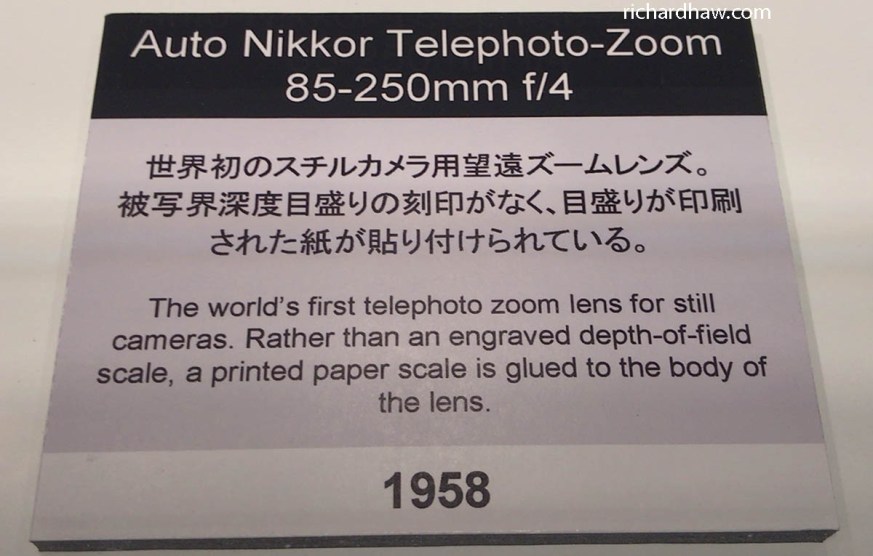 richardhaw.com
Auto Nikkor Telephoto-Zoom
85-250mm f/4
世界初のスチルカメラ用望遠ズームレンズ。
被写界深度目盛りの刻印がなく、目盛りが印刷
された紙が貼り付けられている。
The world's first telephoto zoom lens for still
cameras. Rather than an engraved depth-of-field
scale, a printed paper scale is glued to the body of
the lens.
1958